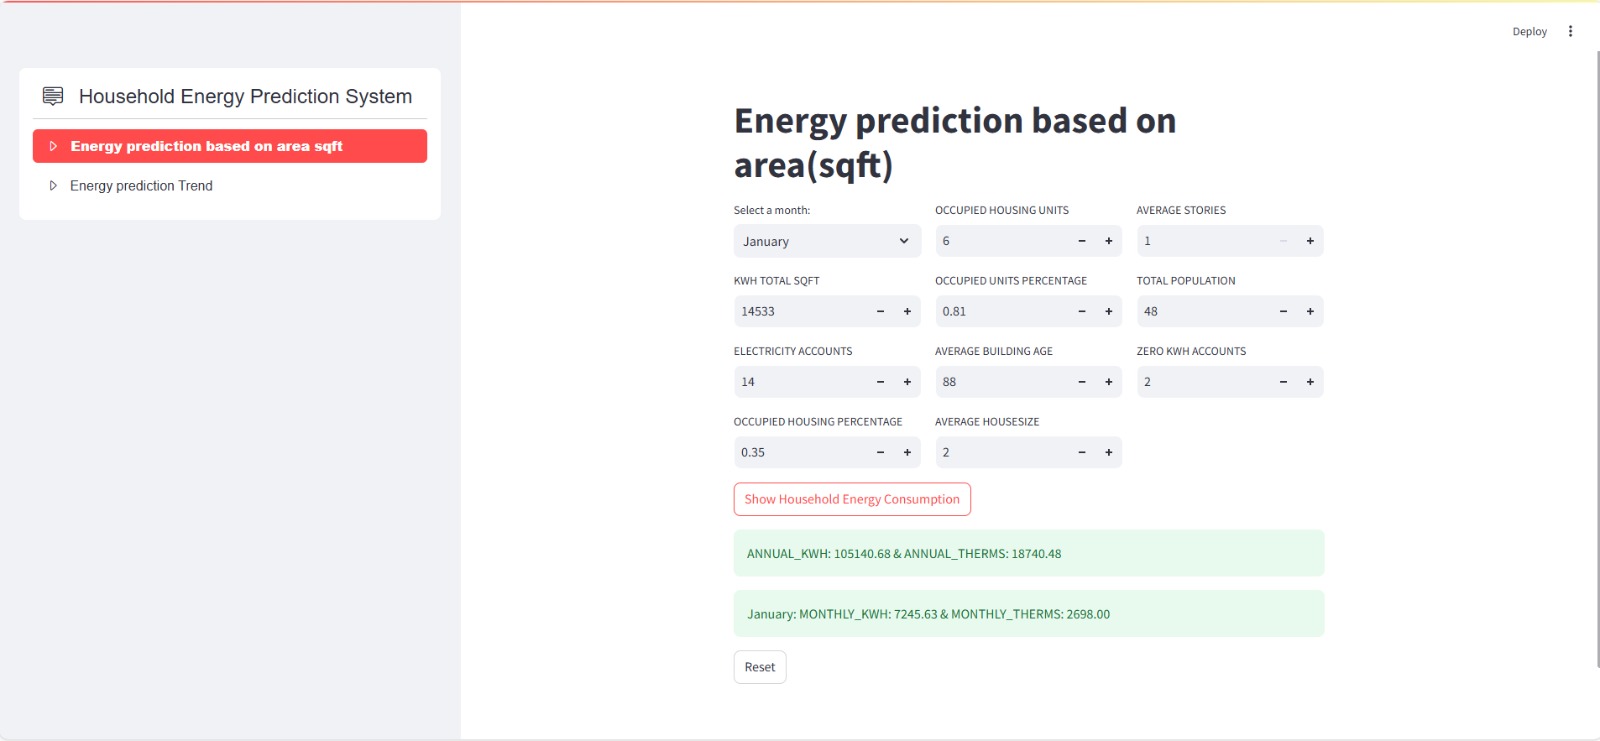 Deploy
Household Energy Prediction System
Energy prediction based on area sqft
Energy prediction Trend
Energy prediction based on
area(sqft)
Select a month:
OCCUPIED HOUSING UNITS
AVERAGE STORIES
January
6
1
KWH TOTAL SQFT
OCCUPIED UNITS PERCENTAGE
TOTAL POPULATION
14533
0.81
48
ELECTRICITY ACCOUNTS
AVERAGE BUILDING AGE
ZERO KWH ACCOUNTS
14
88
2
OCCUPIED HOUSING PERCENTAGE
AVERAGE HOUSESIZE
0.35
2
Show Household Energy Consumption
ANNUAL_KWH: 105140.68 & ANNUAL_THERMS: 18740.48
January: MONTHLY_KWH: 7245.63 & MONTHLY_THERMS: 2698.00
Reset